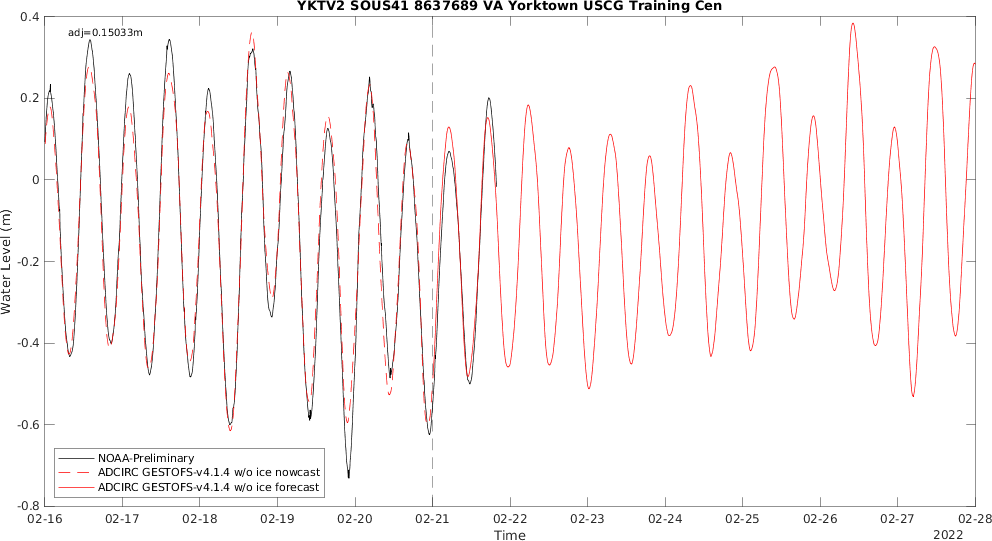 YKTV2 SOUS41 8637689 VA Yorktown USCG Training Cen
adj=0.15033m
0.4
0.2
0
-0.2
-0.4
-0.6
-0.8
Water Level (m)
NOAA-Preliminary
ADCIRC GESTOFS-v4.1.4 w/o ice nowcast
ADCIRC GESTOFS-v4.1.4 w/o ice forecast
02-16 02-17 02-18 02-19 02-20 02-21 02-22 02-23 02-24 02-25 02-26 02-27 02-28
Time
2022